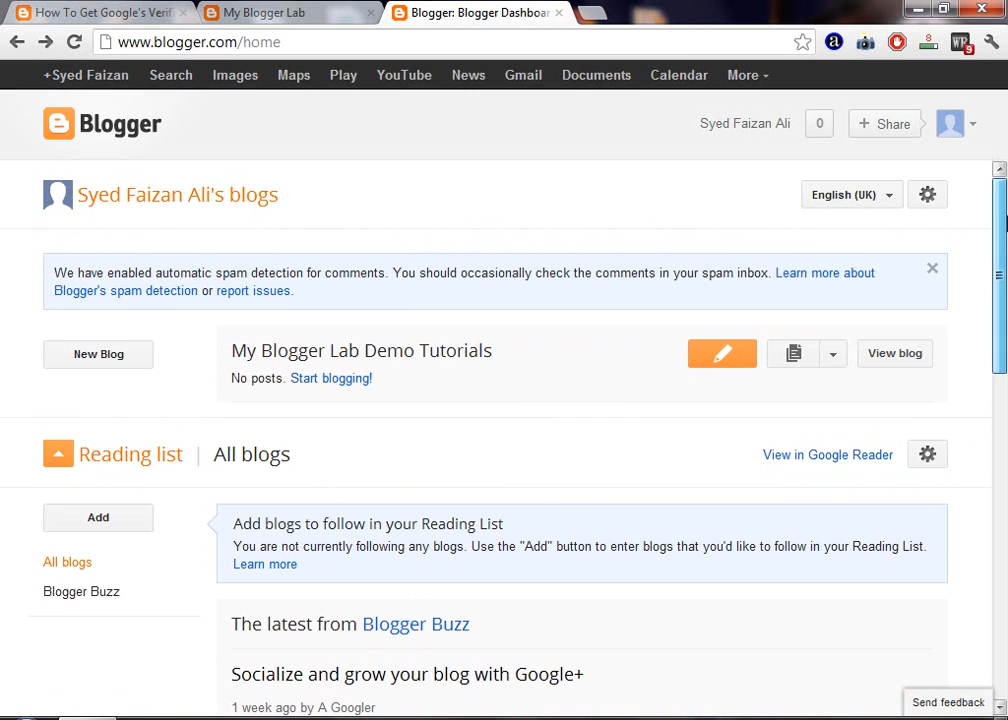 How To Get Google's Verifi
My Blogger Lab
Blogger: Blogger Dashboar
www.blogger.com/home
8
WR
9
+Syed Faizan Search Images Maps Play YouTube News Gmail Documents Calendar More
Blogger
Syed Faizan Ali 0 + Share
Syed Faizan Ali's blogs
English (UK)
We have enabled automatic spam detection for comments. You should occasionally check the comments in your spam inbox. Learn more about
Blogger's spam detection or report issues.
New Blog
My Blogger Lab Demo Tutorials
No posts. Start blogging!
View blog
Reading list | All blogs
View in Google Reader
Add
All blogs
Blogger Buzz
Add blogs to follow in your Reading List
You are not currently following any blogs. Use the "Add" button to enter blogs that you'd like to follow in your Reading List.
Learn more
The latest from Blogger Buzz
Socialize and grow your blog with Google+
1 week ago by A Googler
Send feedback